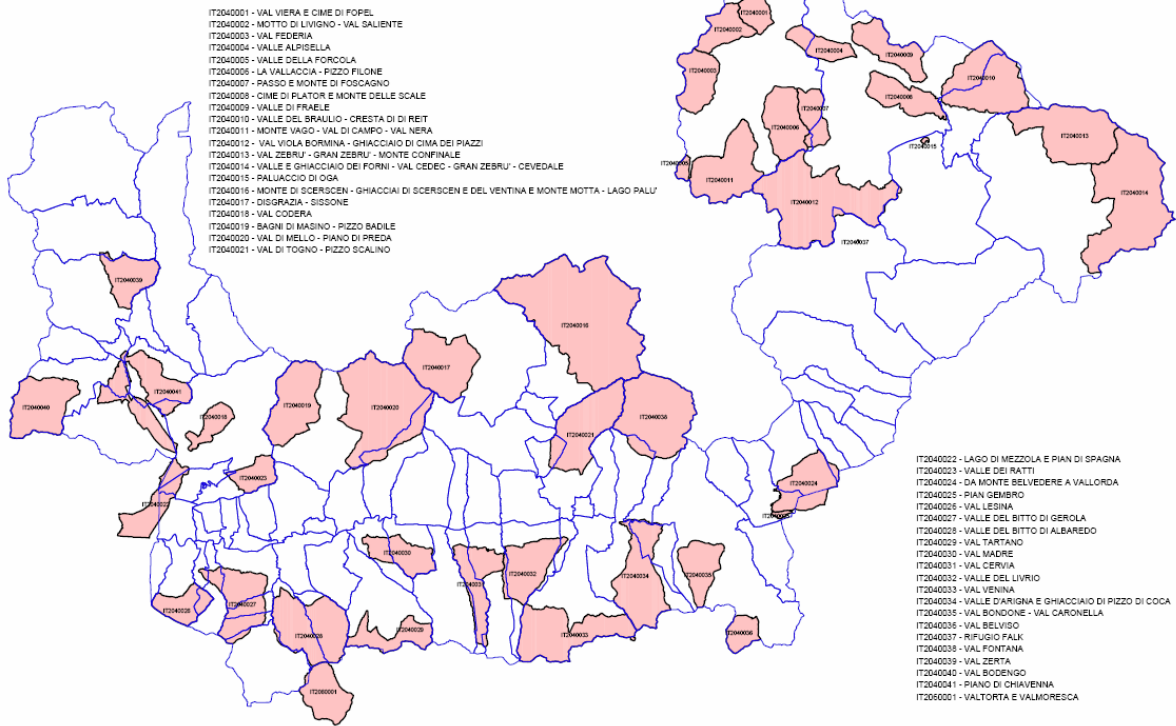 IT2040001 - VAL VIERA E CIME DI FOPEL
IT2040002 - MOTTO DI LIVIGNO - VAL SALIENTE
IT2040003 - VAL FEDERIA
IT2040004 - VALLE ALPISELLA
IT2040005 - VALLE DELLA FORCOLA
IT2040006 - LA VALLACCIA - PIZZO FILONE
IT2040007 - PASSO E MONTE DI FOSCAGNO
IT2040008 - CIME DI PLATOR E MONTE DELLE SCALE
IT2040009 - VALLE DI FRAELE
IT2040010 - VALLE DEL BRAULIO - CRESTA DI DI REIT
IT2040011 - MONTE VAGO - VAL DI CAMPO - VAL NERA
IT2040012 - VAL VIOLA BORMINA - GHIACCIAIO DI CIMA DEI PIAZZI
IT2040013 - VAL ZEBRU' - GRAN ZEBRU' - MONTE CONFINALE
IT2040014 - VALLE E GHIACCIAIO DEI FORNI - VAL CEDEC - GRAN ZEBRU' - CEVEDALE
IT2040015 - PALUACCIO DI OGA
IT2040016 - MONTE DI SCERSCEN - GHIACCIAI DI SCERSCEN E DEL VENTINA E MONTE MOTTA - LAGO PALU'
IT2040017 - DISGRAZIA - SISSONE
IT2040018 - VAL CODERA
IT2040019 - BAGNI DI MASINO - PIZZO BADILE
IT2040020 - VAL DI MELLO - PIANO DI PREDA
IT2040021 - VAL DI TOGNO - PIZZO SCALINO
IT2040001
IT2040002
IT2040004
IT2040009
IT2040003
IT2040010
IT2040008
IT2040006
IT2040007
IT2040013
IT2040015
IT2040005
IT2040011
IT2040014
IT2040012
IT2040037
IT2040039
IT2040016
IT2040017
IT2040041
IT2040040
IT2040018
IT2040019
IT2040020
IT2040038
IT2040021
IT2040023
IT2040024
IT2040022
IT2040025
IT2040030
IT2040031
IT2040032
IT2040034
IT2040035
IT2040026
IT2040027
IT2040028
IT2040029
IT2040033
IT2040036
IT2060001
IT2040022 - LAGO DI MEZZOLA E PIAN DI SPAGNA
IT2040023 - VALLE DEI RATTI
IT2040024 - DA MONTE BELVEDERE A VALLORDA
IT2040025 - PIAN GEMBRO
IT2040026 - VAL LESINA
IT2040027 - VALLE DEL BITTO DI GEROLA
IT2040028 - VALLE DEL BITTO DI ALBAREDO
IT2040029 - VAL TARTANO
IT2040030 - VAL MADRE
IT2040031 - VAL CERVIA
IT2040032 - VALLE DEL LIVRIO
IT2040033 - VAL VENINA
IT2040034 - VALLE D'ARIGNA E GHIACCIAIO DI PIZZO DI COCA
IT2040035 - VAL BONDONE - VAL CARONELLA
IT2040036 - VAL BELVISO
IT2040037 - RIFUGIO FALK
IT2040038 - VAL FONTANA
IT2040039 - VAL ZERTA
IT2040040 - VAL BODENGO
IT2040041 - PIANO DI CHIAVENNA
IT2060001 - VALTORTA E VALMORESCA